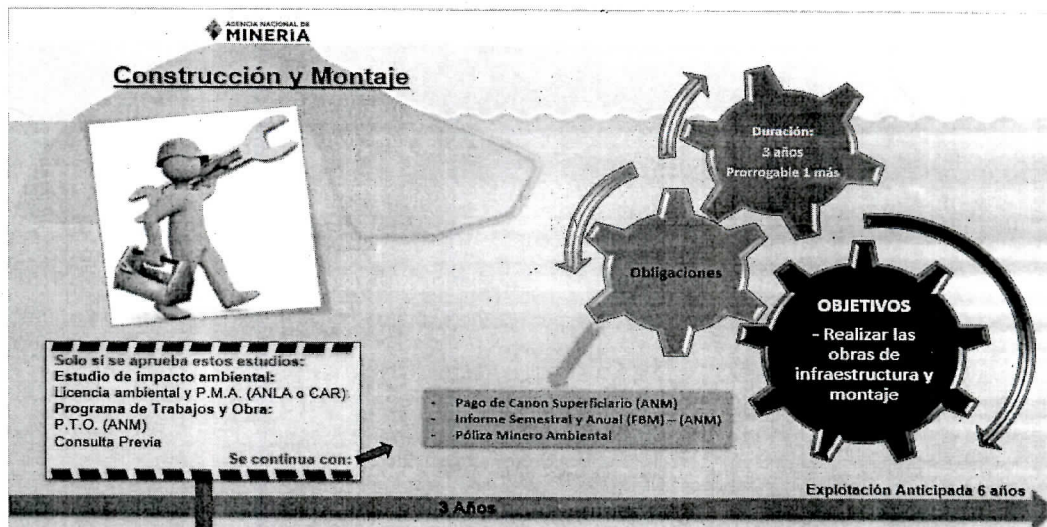 AGENCIA NACIONAL DE
MINERÍA
Construcción y Montaje
Duración:
3 años
Prorrogable 1 más
Obligaciones
OBJETIVOS
- Realizar las
obras de
infraestructura y
montaje
Solo si se aprueba estos estudios:
Estudio de impacto ambiental:
Licencia ambiental y P.M.A. (ANLA o CAR)
Programa de Trabajos y Obra:
P.T.O. (ANM)
Consulta Previa
Se continua con:
- Pago de Canon Superficiario (ANM)
- Informe Semestral y Anual (FBM) – (ANM)
- Póliza Minero Ambiental
Explotación Anticipada 6 años
3 Años